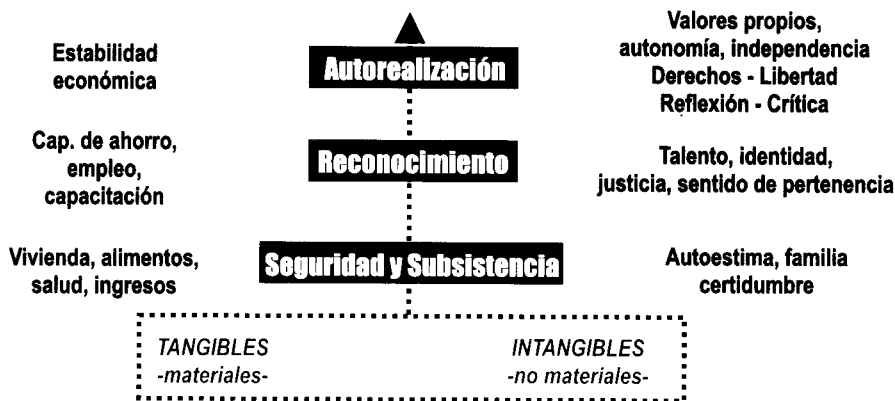 Estabilidad
económica
Autorealización
Valores propios,
autonomía, independencia
Derechos - Libertad
Reflexión - Crítica
Cap. de ahorro,
empleo,
capacitación
Reconocimiento
Talento, identidad,
justicia, sentido de pertenencia
Vivienda, alimentos,
salud, ingresos
Seguridad y Subsistencia
Autoestima, familia
certidumbre
TANGIBLES
-materiales-
INTANGIBLES
-no materiales-